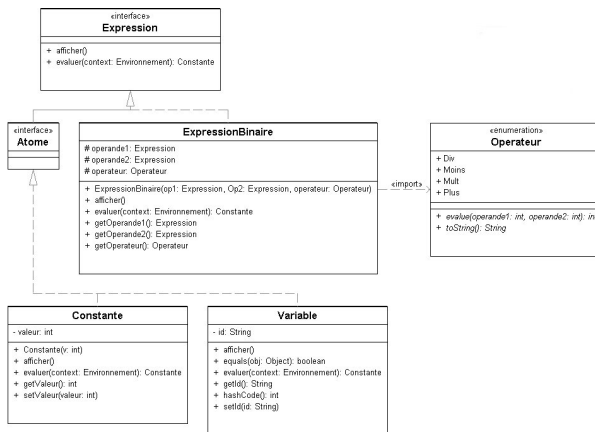 «interface»
Expression
+ afficher()
+ evaluer(context: Environnement): Constante
«interface»
Atome
ExpressionBinaire
# operande1: Expression
# operande2: Expression
# operateur: Operateur
+ ExpressionBinaire(op1: Expression, Op2: Expression, operateur: Operateur)
+ afficher()
+ evaluer(context: Environnement): Constante
+ getOperande1(): Expression
+ getOperande2(): Expression
+ getOperateur(): Operateur
«import»
«enumeration»
Operateur
+ Div
+ Moins
+ Mult
+ Plus
+ evalue(operande1: int, operande2: int): in
+ toString(): String
Constante
- valeur: int
+ Constante(v: int)
+ afficher()
+ evaluer(context: Environnement): Constante
+ getValeur(): int
+ setValeur(valeur: int)
Variable
- id: String
+ afficher()
+ equals(obj: Object): boolean
+ evaluer(context: Environnement): Constante
+ getId(): String
+ hashCode(): int
+ setId(id: String)